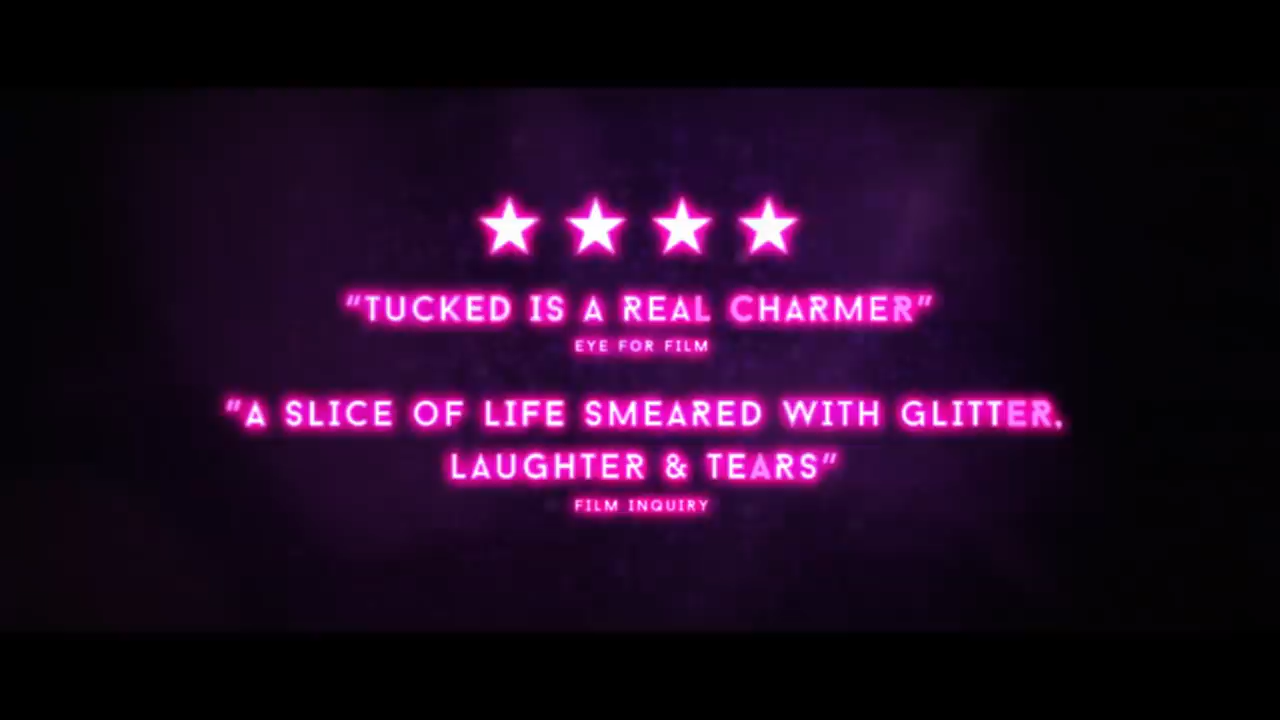 "TUCKED IS A REAL CHARMER"
EYE FOR FILM
"A SLICE OF LIFE SMEARED WITH GLITTER,
LAUGHTER & TEARS"
FILM INQUIRY